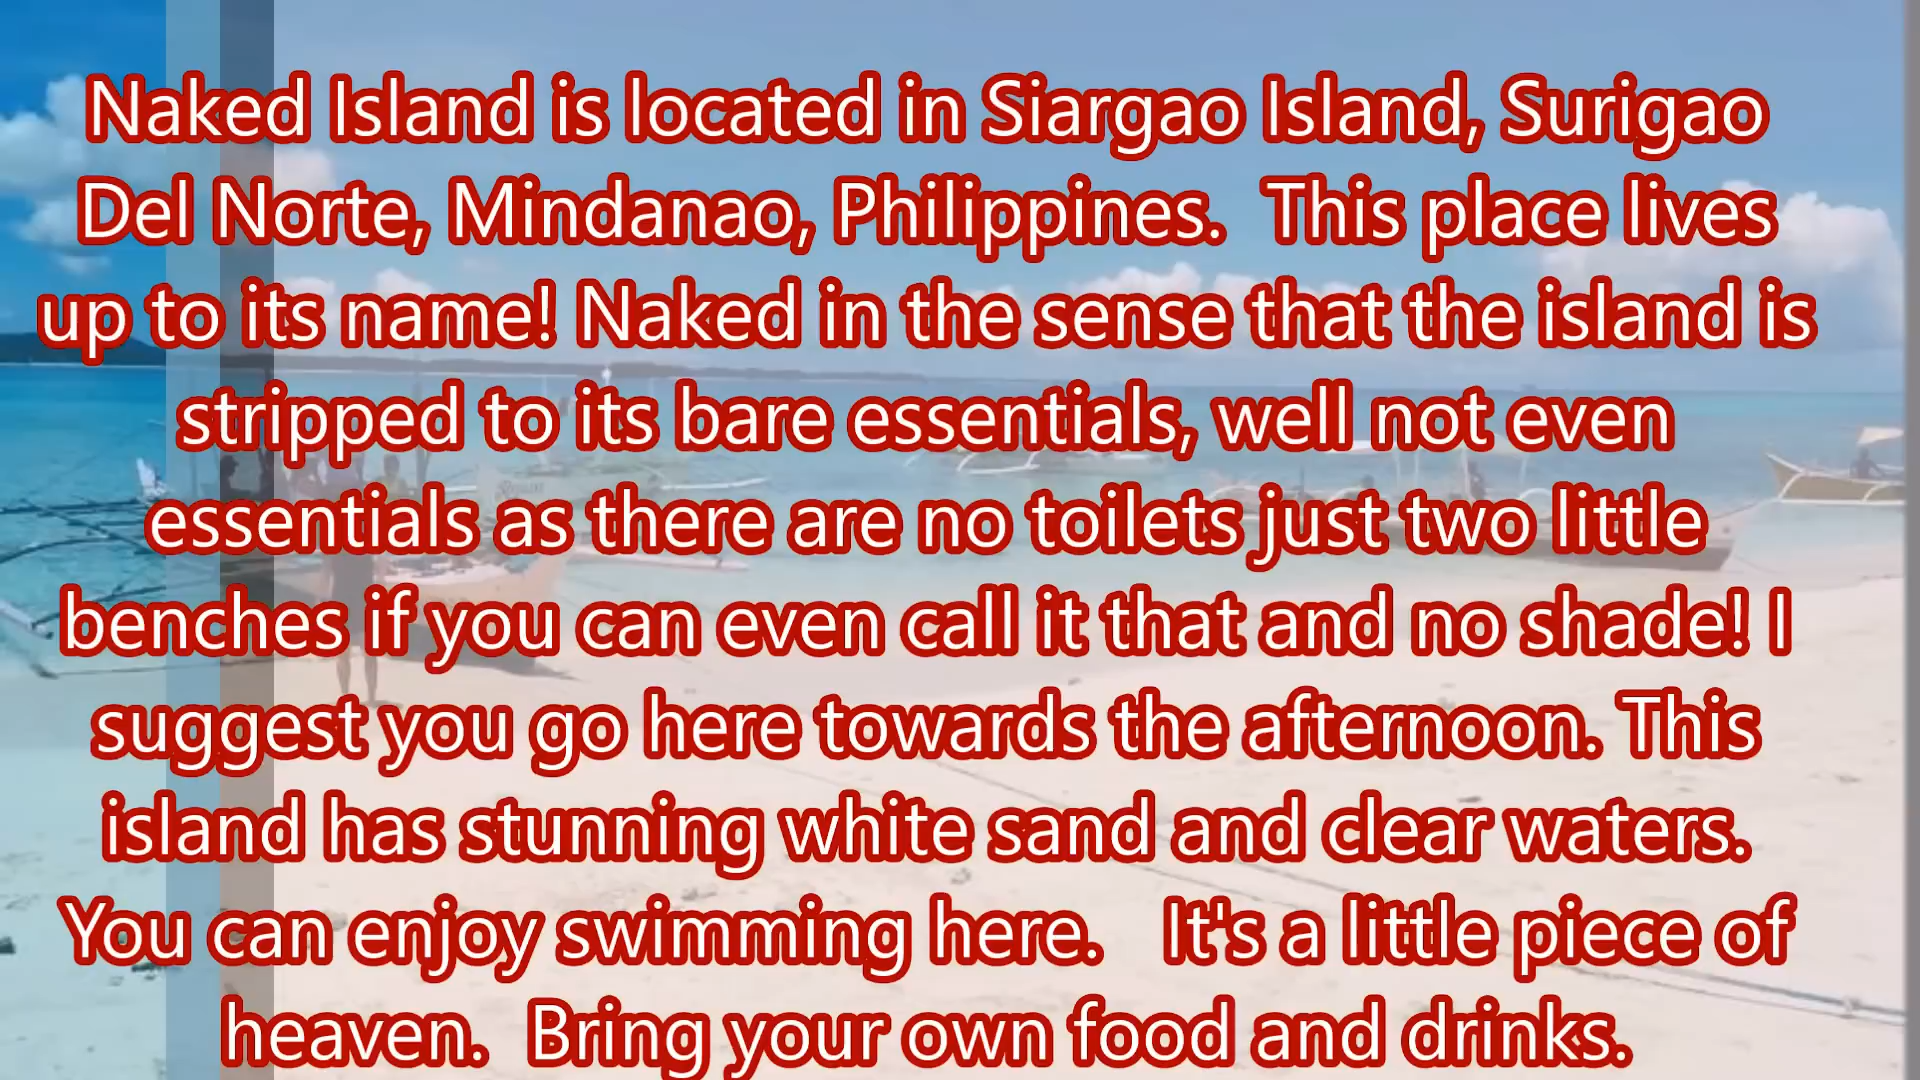 Naked Island is located in Siargao Island, Surigao
Del Norte, Mindanao, Philippines.  This place lives
up to its name! Naked in the sense that the island is
stripped to its bare essentials, well not even
essentials as there are no toilets just two little
benches if you can even call it that and no shade! I
suggest you go here towards the afternoon. This
island has stunning white sand and clear waters.
You can enjoy swimming here.   It's a little piece of
heaven.  Bring your own food and drinks.